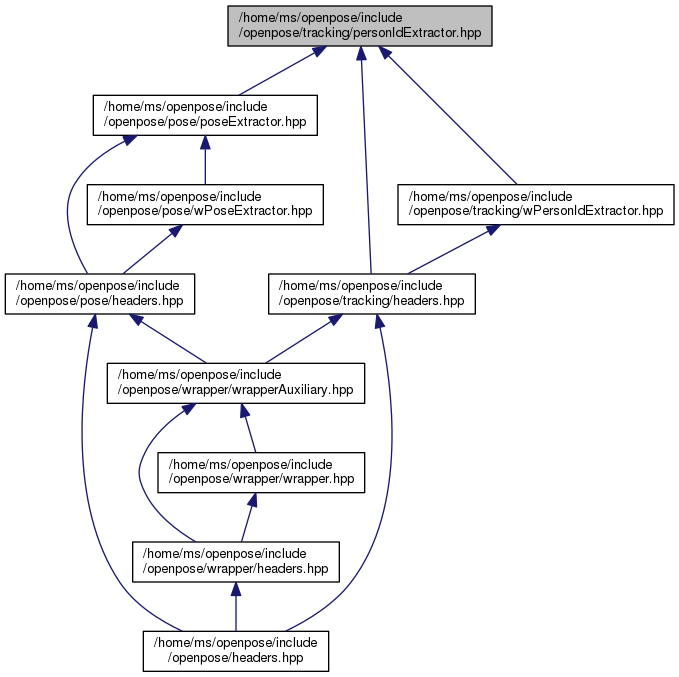 /home/ms/openpose/include
/openpose/tracking/personIdExtractor.hpp
/home/ms/openpose/include
/openpose/pose/poseExtractor.hpp
/home/ms/openpose/include
/openpose/pose/wPoseExtractor.hpp
/home/ms/openpose/include
/openpose/tracking/wPersonIdExtractor.hpp
/home/ms/openpose/include
/openpose/pose/headers.hpp
/home/ms/openpose/include
/openpose/tracking/headers.hpp
/home/ms/openpose/include
/openpose/wrapper/wrapperAuxiliary.hpp
/home/ms/openpose/include
/openpose/wrapper/wrapper.hpp
/home/ms/openpose/include
/openpose/wrapper/headers.hpp
/home/ms/openpose/include
/openpose/headers.hpp